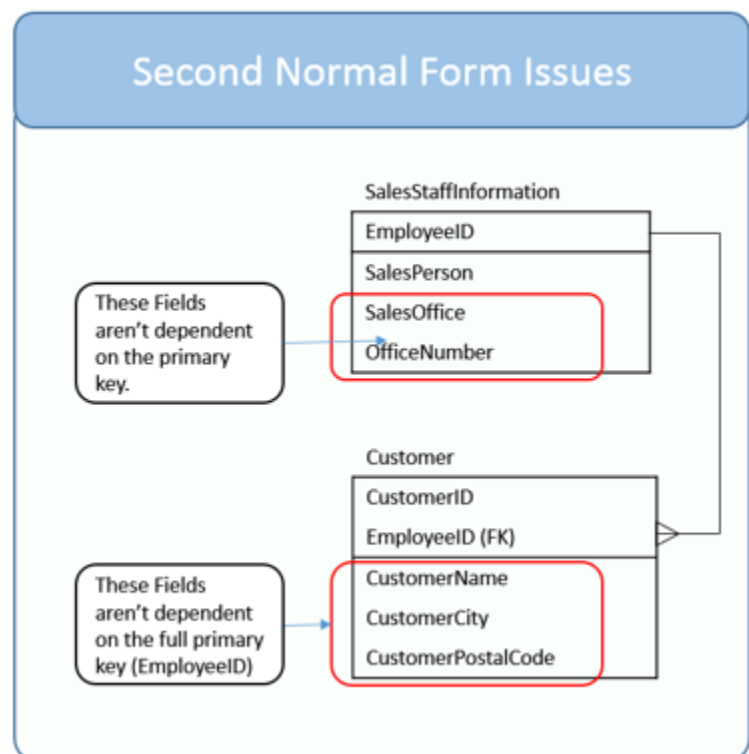 Second Normal Form Issues
SalesStaffInformation
EmployeeID
SalesPerson
These Fields
aren't dependent
on the primary
key.
SalesOffice
OfficeNumber
Customer
CustomerID
EmployeeID (FK)
These Fields
aren't dependent
on the full primary
key (EmployeeID)
CustomerName
CustomerCity
CustomerPostalCode